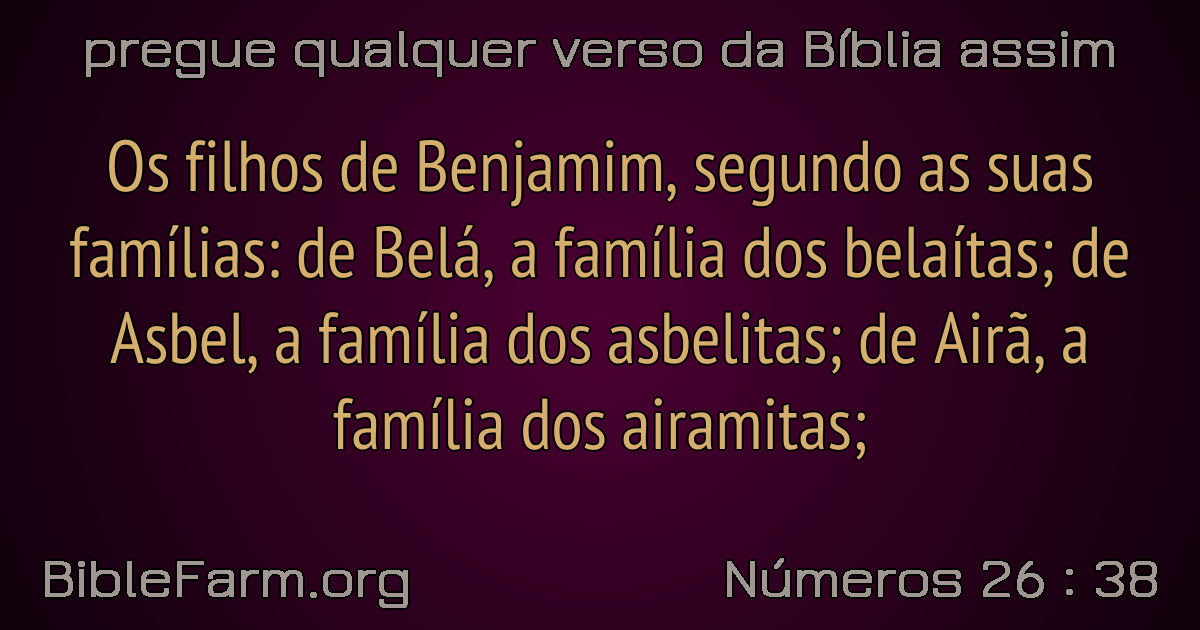 pregue qualquer verso da Bíblia assim
Os filhos de Benjamim, segundo as suas
famílias: de Belá, a família dos belaítas; de
Asbel, a família dos asbelitas; de Airã, a
família dos airamitas;
BibleFarm.org
Números 26 : 38